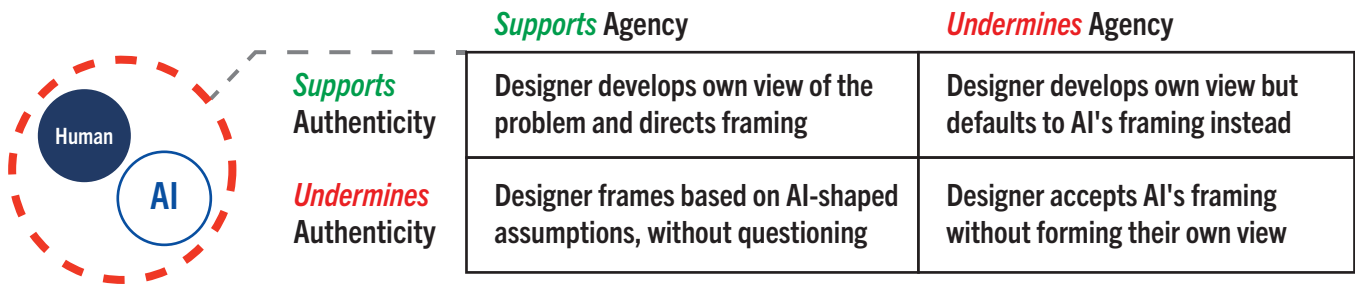 Supports Agency
Undermines Agency
Human
AI
Supports
Authenticity
Designer develops own view of the
problem and directs framing
Designer develops own view but
defaults to AI's framing instead
Undermines
Authenticity
Designer frames based on AI-shaped
assumptions, without questioning
Designer accepts AI's framing
without forming their own view